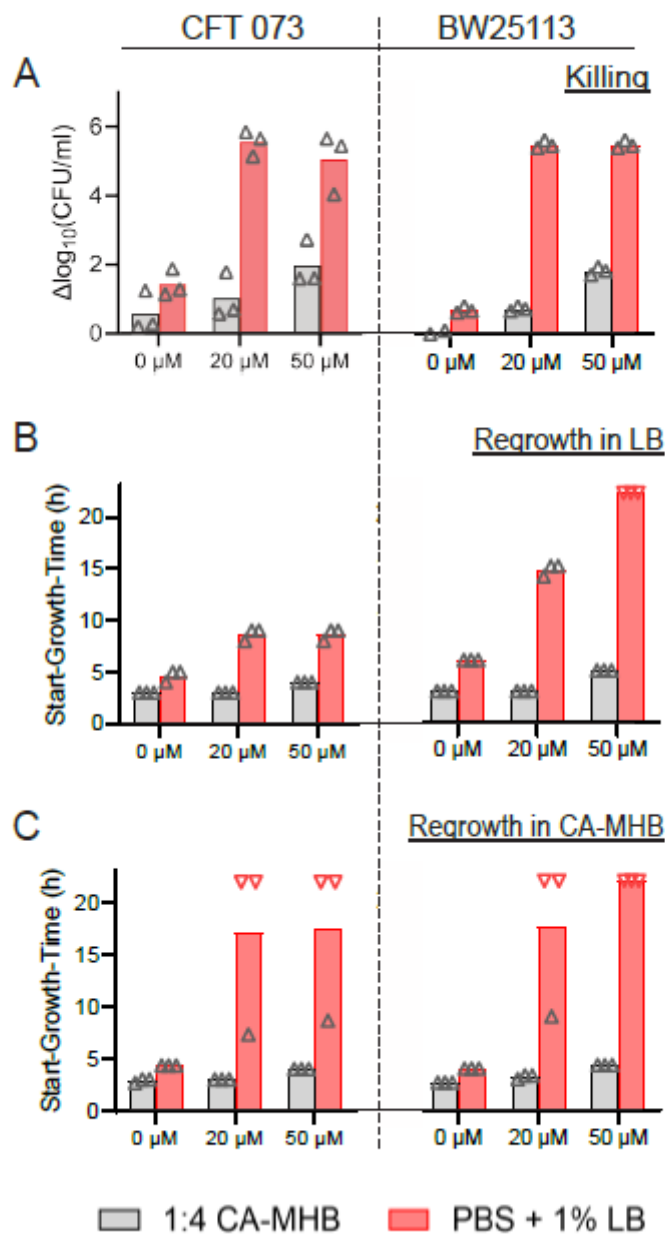 CFT 073 BW25113
A Killing
Δlog10(CFU/ml)
6
4
2
0
0 µM 20 µM 50 µM 0 µM 20 µM 50 µM
B Regrowth in LB
Start-Growth-Time (h)
20
15
10
5
0
0 µM 20 µM 50 µM 0 µM 20 µM 50 µM
C Regrowth in CA-MHB
Start-Growth-Time (h)
20
15
10
5
0
0 µM 20 µM 50 µM 0 µM 20 µM 50 µM
1:4 CA-MHB PBS + 1% LB